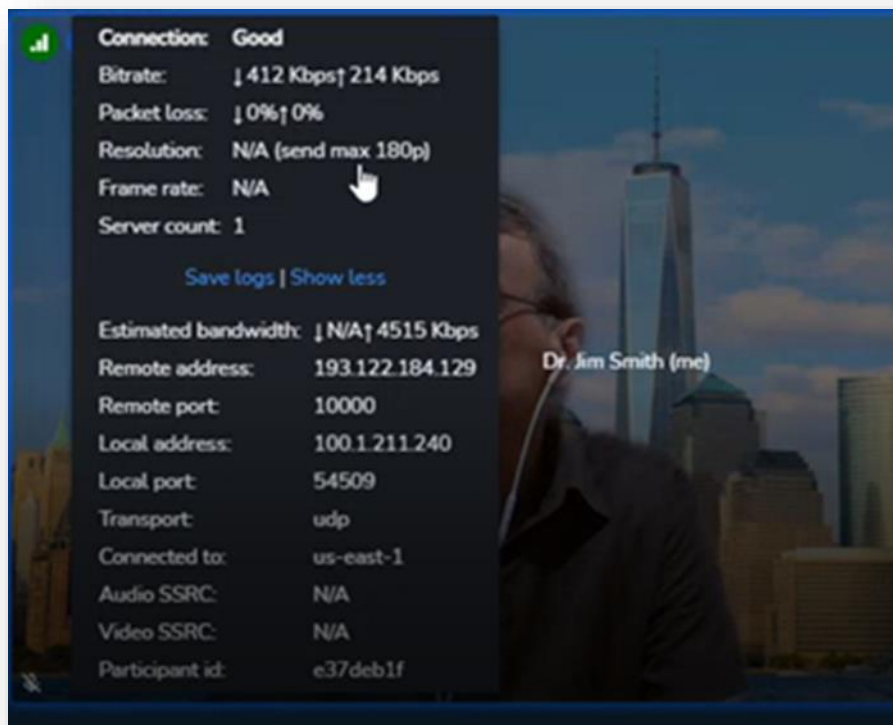 Connection: Good
Bitrate: ↓412 Kbps↑214 Kbps
Packet loss: ↓0%↑0%
Resolution: N/A (send max 180p)
Frame rate: N/A
Server count: 1
Save logs | Show less
Estimated bandwidth: ↓N/A↑4515 Kbps
Remote address: 193.122.184.129
Remote port: 10000
Local address: 100.1.211.240
Local port: 54509
Transport: udp
Connected to: us-east-1
Audio SSRC: N/A
Video SSRC: N/A
Participant id: e37deb1f
Dr. Jim Smith (me)